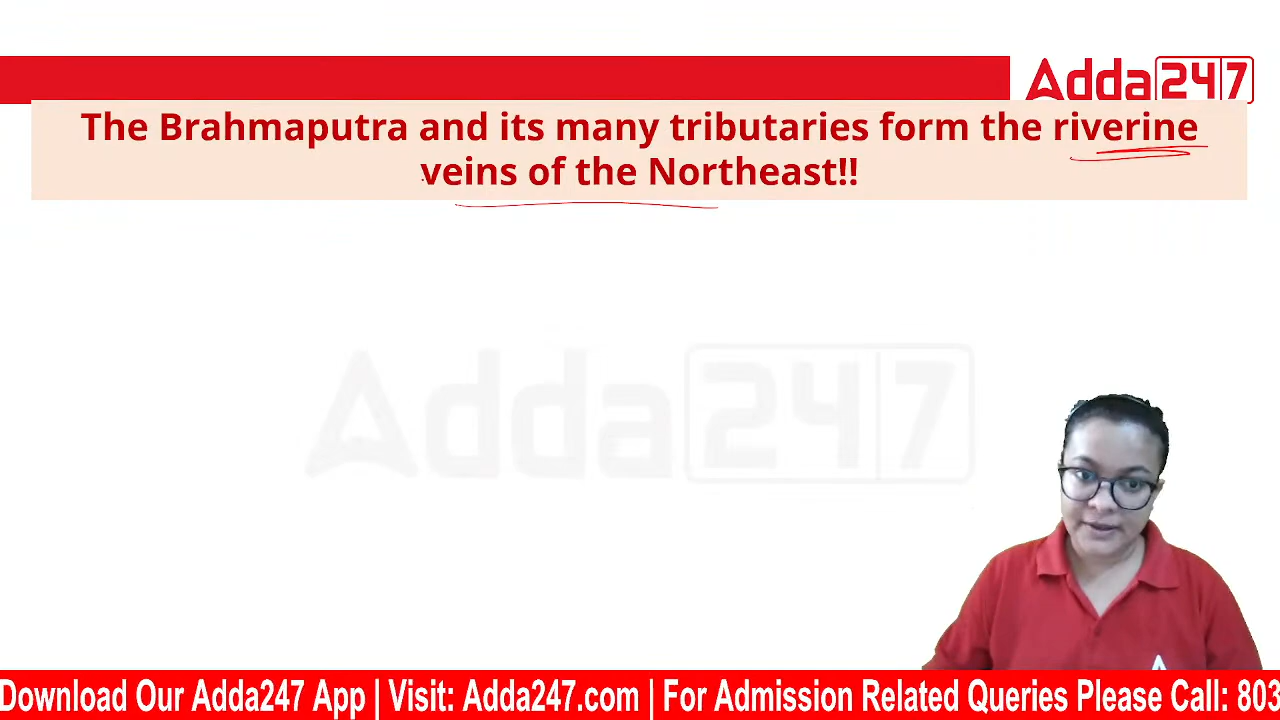 Adda247
The Brahmaputra and its many tributaries form the riverine
veins of the Northeast!!
Adda247
Download Our Adda247 App | Visit: Adda247.com | For Admission Related Queries Please Call: 803